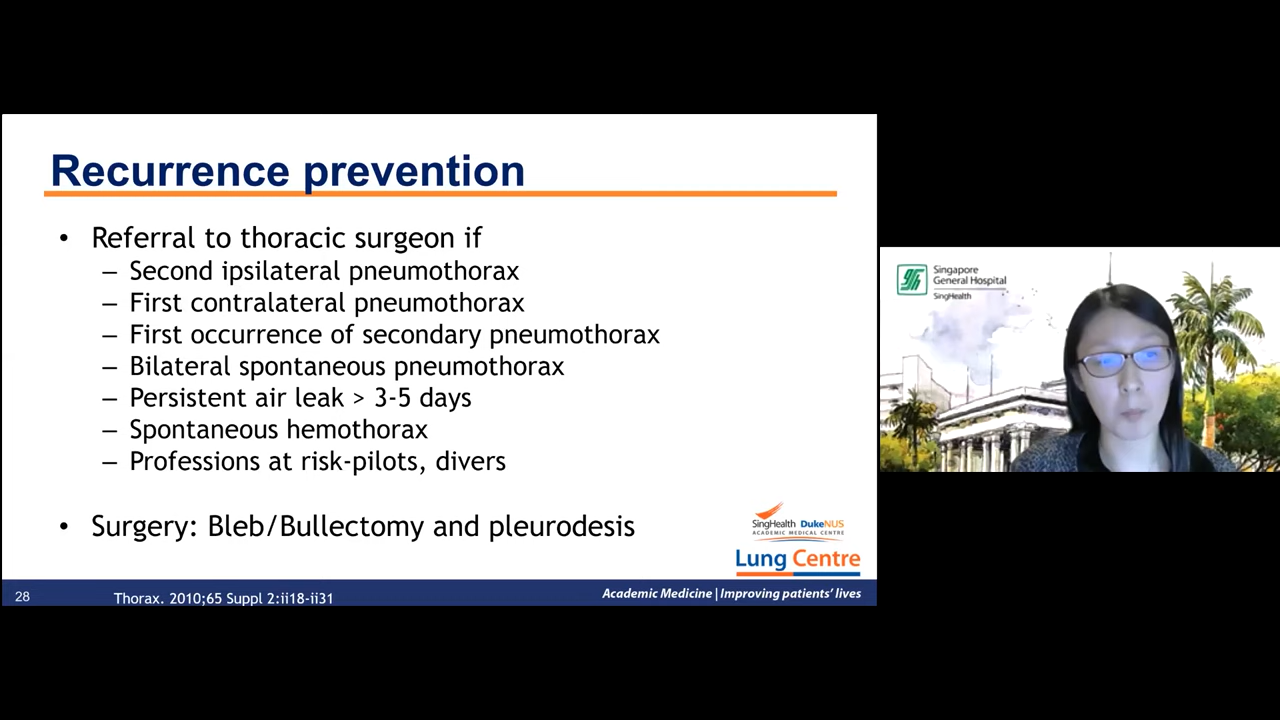 Recurrence prevention
• Referral to thoracic surgeon if
– Second ipsilateral pneumothorax
– First contralateral pneumothorax
– First occurrence of secondary pneumothorax
– Bilateral spontaneous pneumothorax
– Persistent air leak > 3-5 days
– Spontaneous hemothorax
– Professions at risk-pilots, divers
• Surgery: Bleb/Bullectomy and pleurodesis
SingHealth DukeNUS
ACADEMIC MEDICAL CENTRE
Lung Centre
28
Thorax. 2010;65 Suppl 2:ii18-ii31
Academic Medicine | Improving patients' lives
Singapore
General Hospital
SingHealth